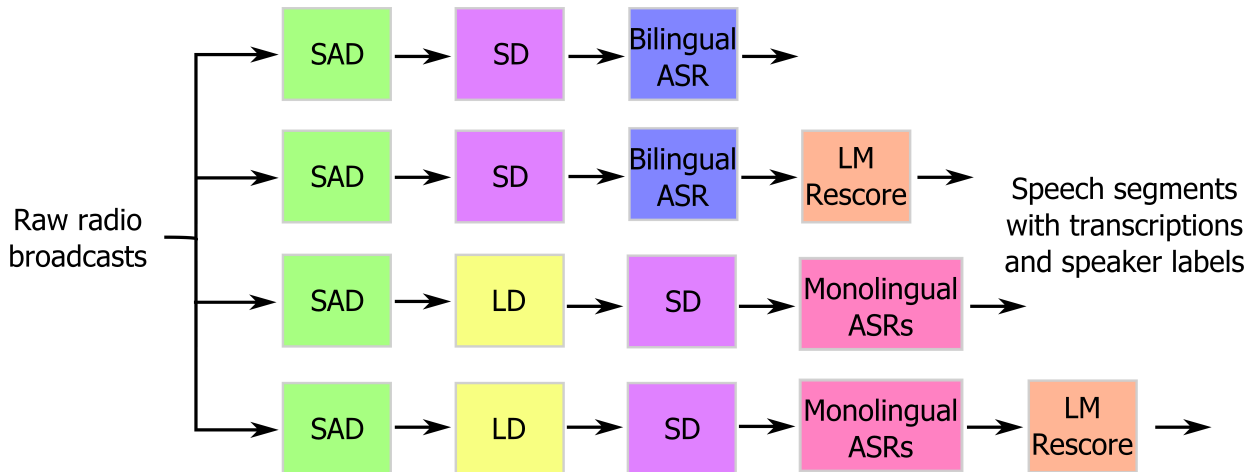 SAD
SD
Bilingual
ASR
SAD
SD
Bilingual
ASR
LM
Rescore
Raw radio
broadcasts
Speech segments
with transcriptions
and speaker labels
SAD
LD
SD
Monolingual
ASRs
SAD
LD
SD
Monolingual
ASRs
LM
Rescore